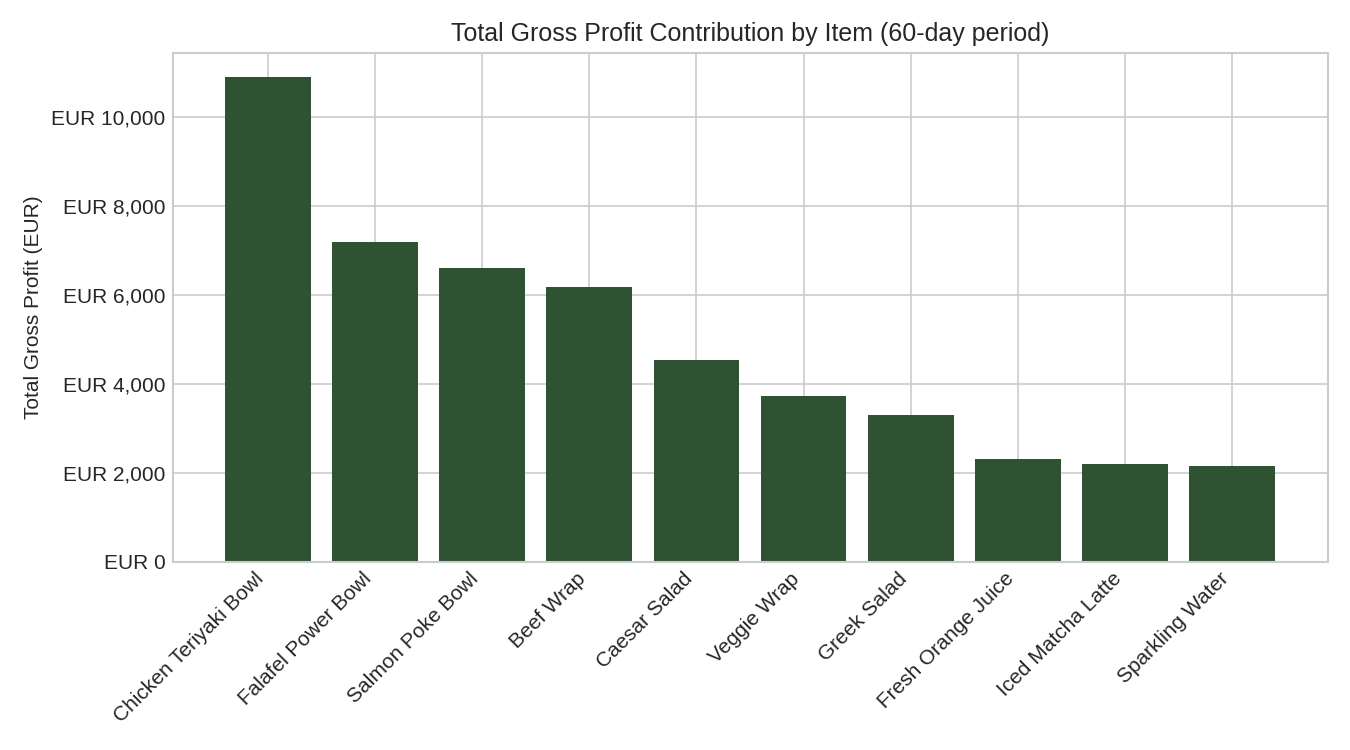 Total Gross Profit Contribution by Item (60-day period)
Total Gross Profit (EUR)
EUR 10,000
EUR 8,000
EUR 6,000
EUR 4,000
EUR 2,000
EUR 0
Chicken Teriyaki Bowl
Falafel Power Bowl
Salmon Poke Bowl
Beef Wrap
Caesar Salad
Veggie Wrap
Greek Salad
Fresh Orange Juice
Iced Matcha Latte
Sparkling Water